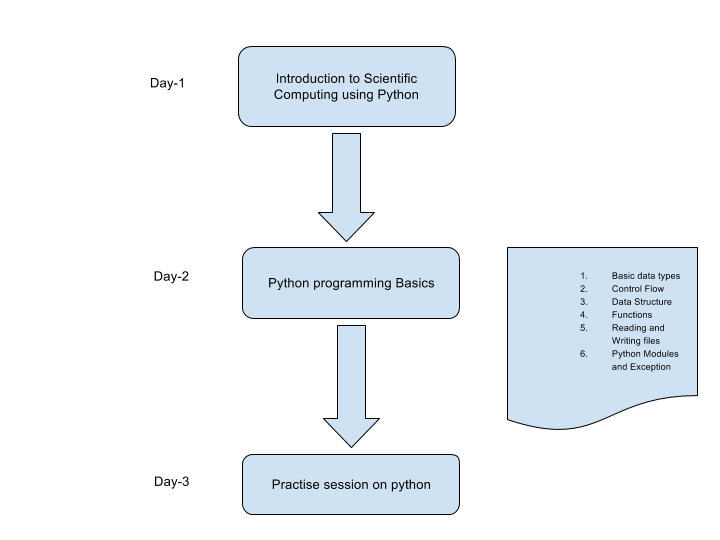 Day-1
Introduction to Scientific
Computing using Python
Day-2
Python programming Basics
1. Basic data types
2. Control Flow
3. Data Structure
4. Functions
5. Reading and
Writing files
6. Python Modules
and Exception
Day-3
Practise session on python